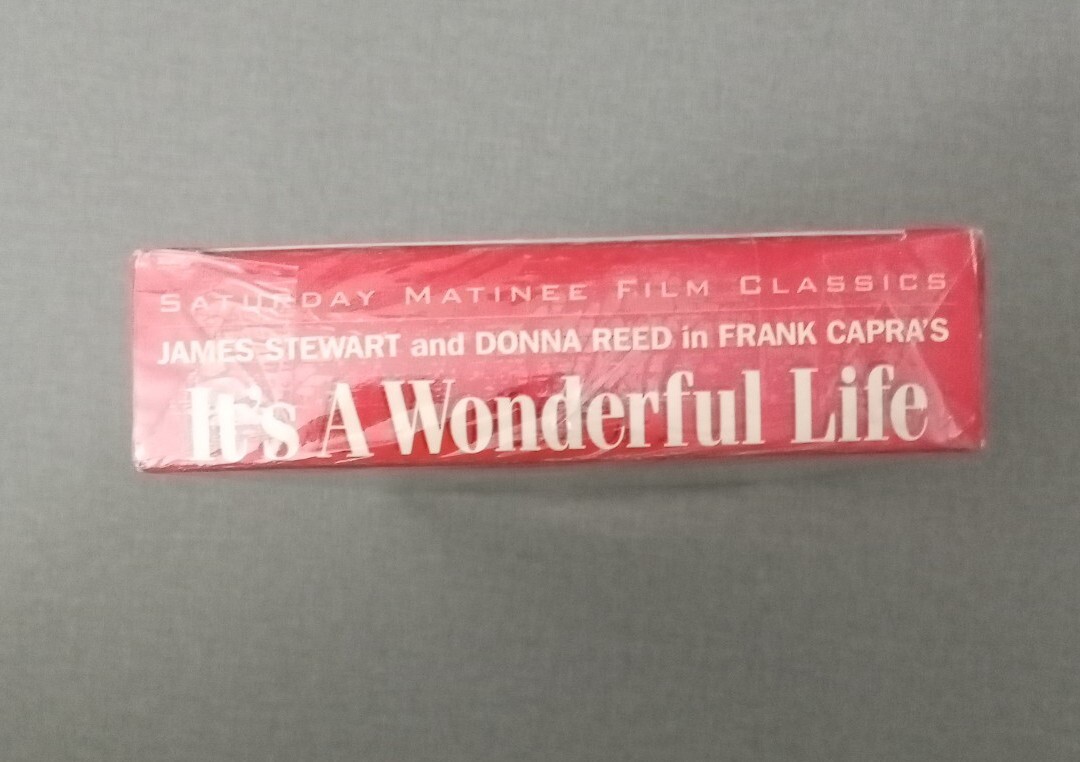 SATURDAY MATINEE FILM CLASSICS
JAMES STEWART and DONNA REED in FRANK CAPRA'S
It's A Wonderful Life